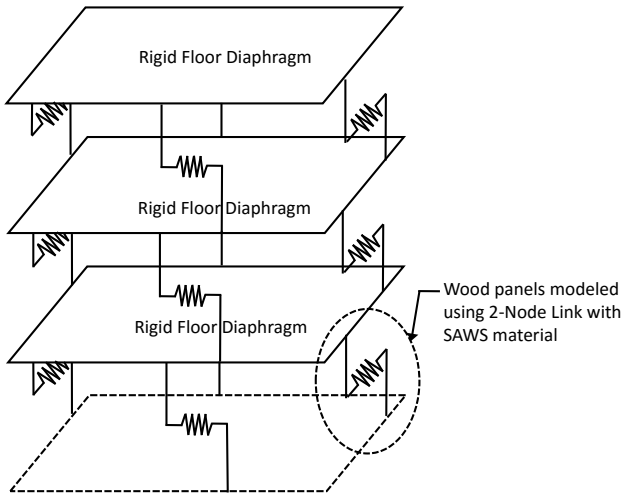 Rigid Floor Diaphragm
Rigid Floor Diaphragm
Rigid Floor Diaphragm
Wood panels modeled
using 2-Node Link with
SAWS material